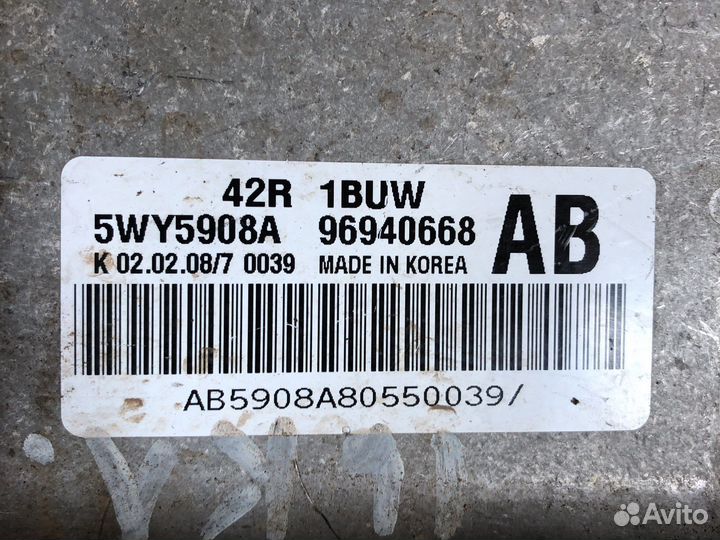 42R 1BUW
5WY5908A 96940668 AB
K 02.02.08/7 0039 MADE IN KOREA
AB5908A80550039/
Avito